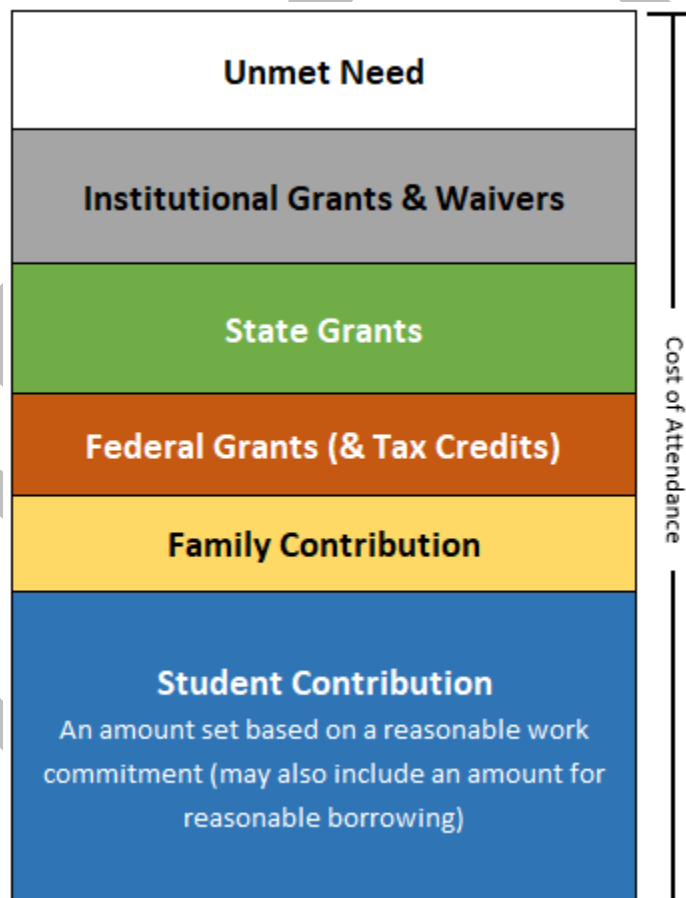 Unmet Need
Institutional Grants & Waivers
State Grants
Federal Grants (& Tax Credits)
Family Contribution
Student Contribution
An amount set based on a reasonable work
commitment (may also include an amount for
reasonable borrowing)
Cost of Attendance